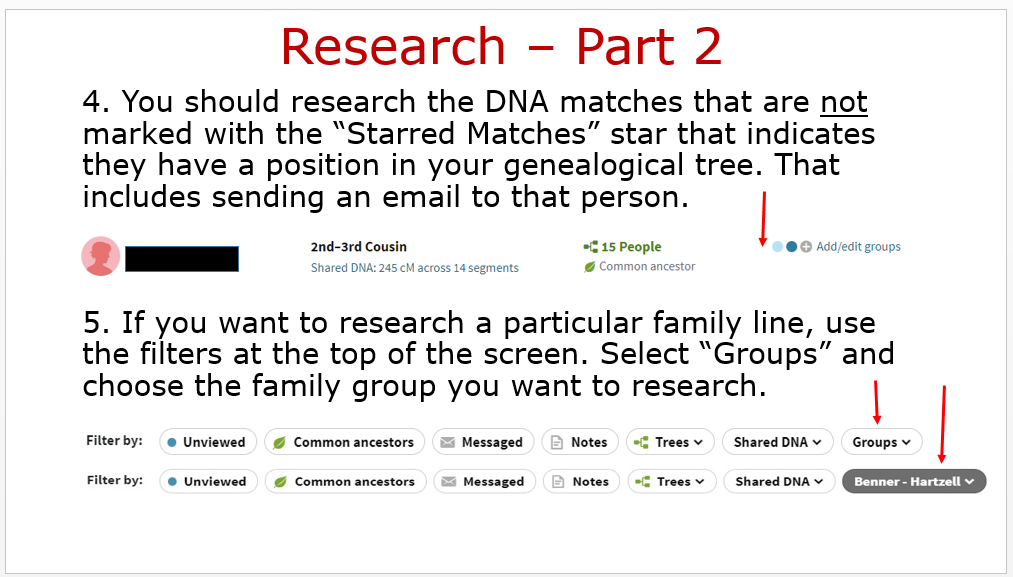 Research – Part 2
4. You should research the DNA matches that are not
marked with the “Starred Matches” star that indicates
they have a position in your genealogical tree. That
includes sending an email to that person.
2nd–3rd Cousin
Shared DNA: 245 cM across 14 segments
15 People
Common ancestor
Add/edit groups
5. If you want to research a particular family line, use
the filters at the top of the screen. Select “Groups” and
choose the family group you want to research.
Filter by: Unviewed Common ancestors Messaged Notes Trees Shared DNA Groups
Filter by: Unviewed Common ancestors Messaged Notes Trees Shared DNA Benner - Hartzell